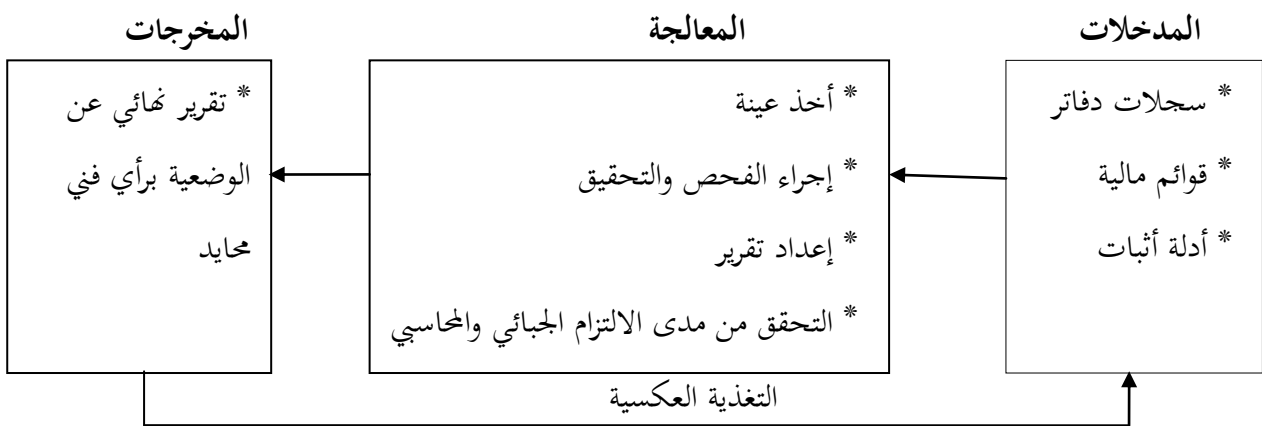 المدخلات
المعالجة
المخرجات
* سجلات دفاتر
* قوائم مالية
* أدلة أثبات
* أخذ عينة
* إجراء الفحص والتحقيق
* إعداد تقرير
* التحقق من مدى الالتزام الجبائي والمحاسبي
* تقرير نهائي عن
الوضعية برأي فني
محايد
التغذية العكسية